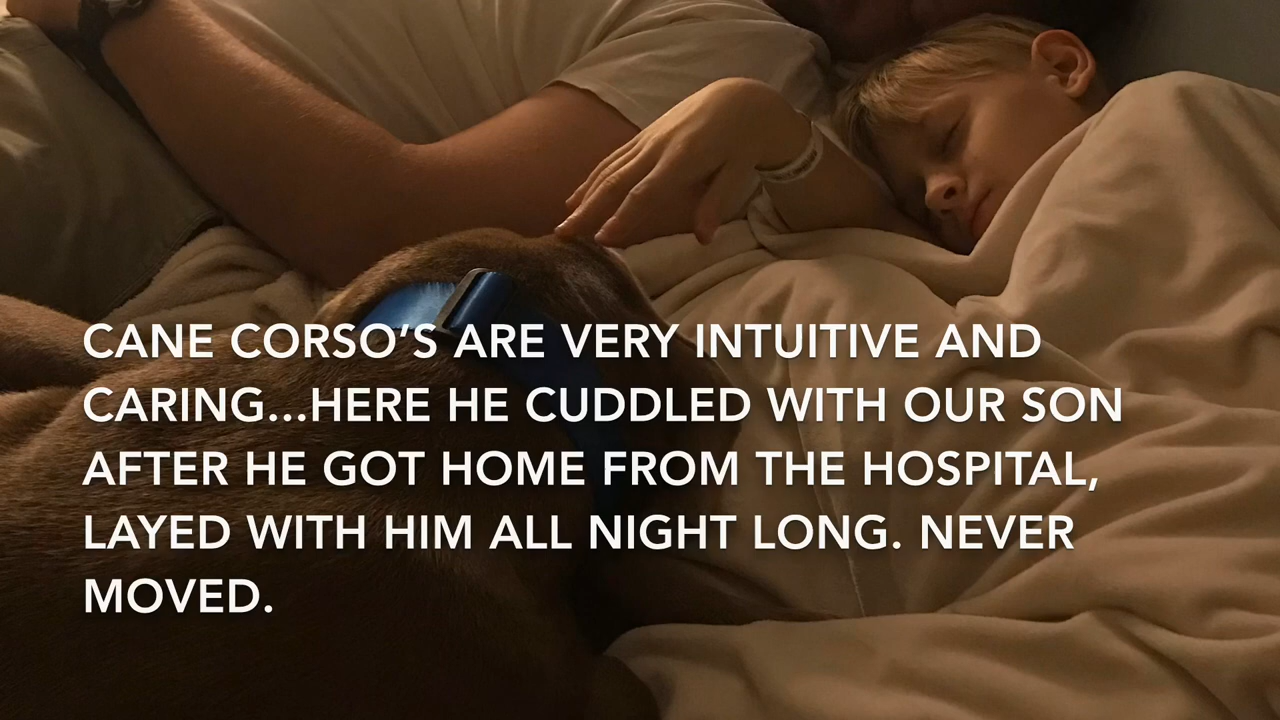 CANE CORSO’S ARE VERY INTUITIVE AND
CARING...HERE HE CUDDLED WITH OUR SON
AFTER HE GOT HOME FROM THE HOSPITAL,
LAYED WITH HIM ALL NIGHT LONG. NEVER
MOVED.